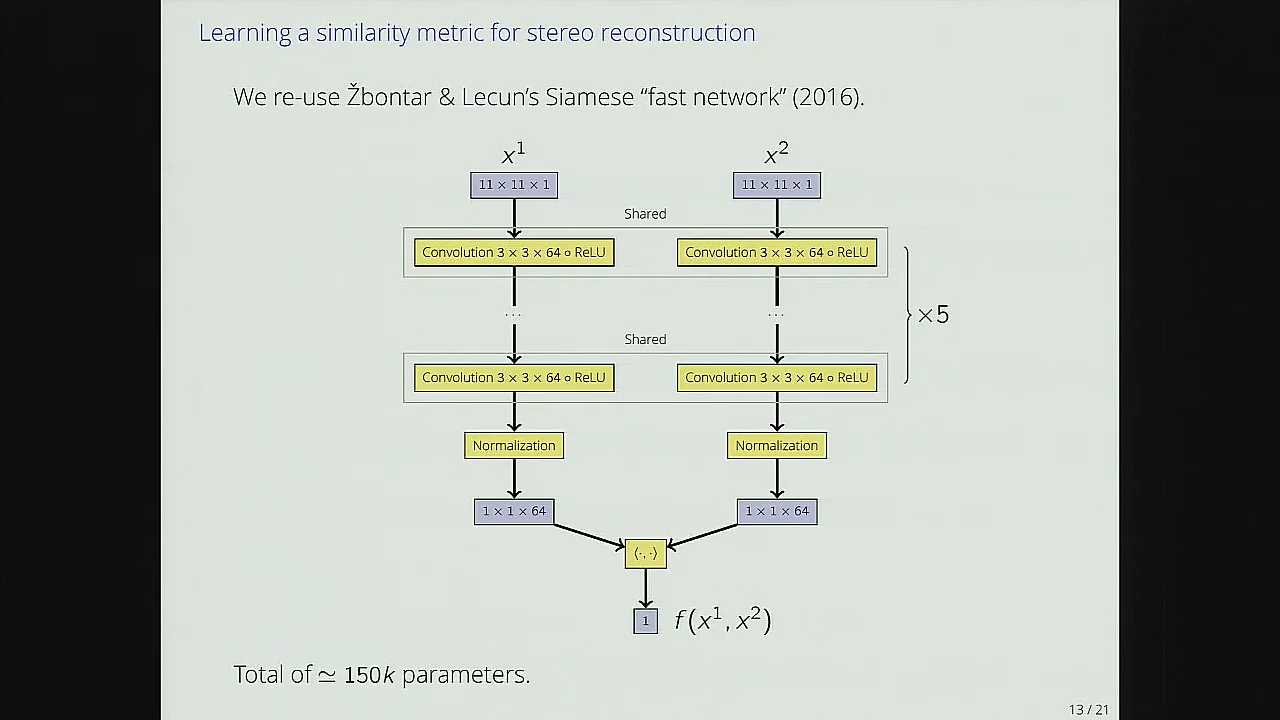 Learning a similarity metric for stereo reconstruction
We re-use Žbontar & Lecun's Siamese “fast network” (2016).
x¹ x²
11 × 11 × 1 11 × 11 × 1
Shared
Convolution 3 × 3 × 64 ∘ ReLU Convolution 3 × 3 × 64 ∘ ReLU
... ...
×5
Shared
Convolution 3 × 3 × 64 ∘ ReLU Convolution 3 × 3 × 64 ∘ ReLU
Normalization Normalization
1 × 1 × 64 1 × 1 × 64
⟨·, ·⟩
1 f(x¹, x²)
Total of ≃ 150k parameters.
13 / 21